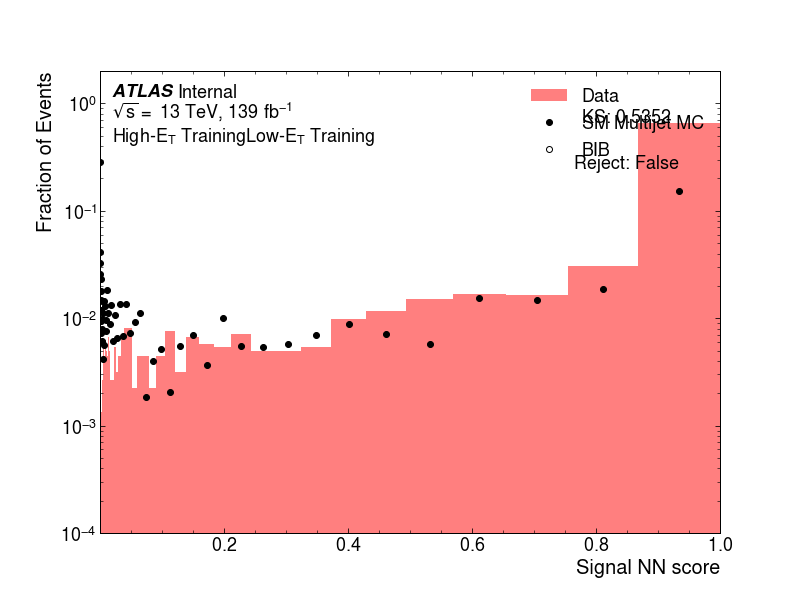 ATLAS Internal
√s = 13 TeV, 139 fb⁻¹
High-E_T TrainingLow-E_T Training
Data
KS: 0.5352
SM Multijet MC
BIB
Reject: False
Fraction of Events
10⁰
10⁻¹
10⁻²
10⁻³
10⁻⁴
0.2 0.4 0.6 0.8 1.0
Signal NN score